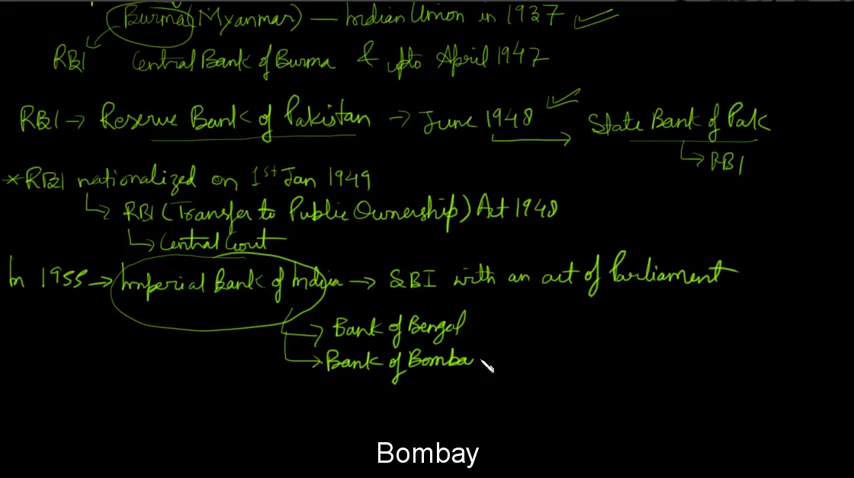 Burma (Myanmar) — Indian Union in 1937 ✓
RBI Central Bank of Burma & upto April 1947
RBI → Reserve Bank of Pakistan → June 1948 ✓ → State Bank of Pak
→ RBI
*RBI nationalized on 1st Jan 1949
→ RBI (Transfer to Public Ownership) Act 1948
→ Central Govt
In 1955 → Imperial Bank of India → SBI with an act of Parliament
→ Bank of Bengal
→ Bank of Bomba
Bombay